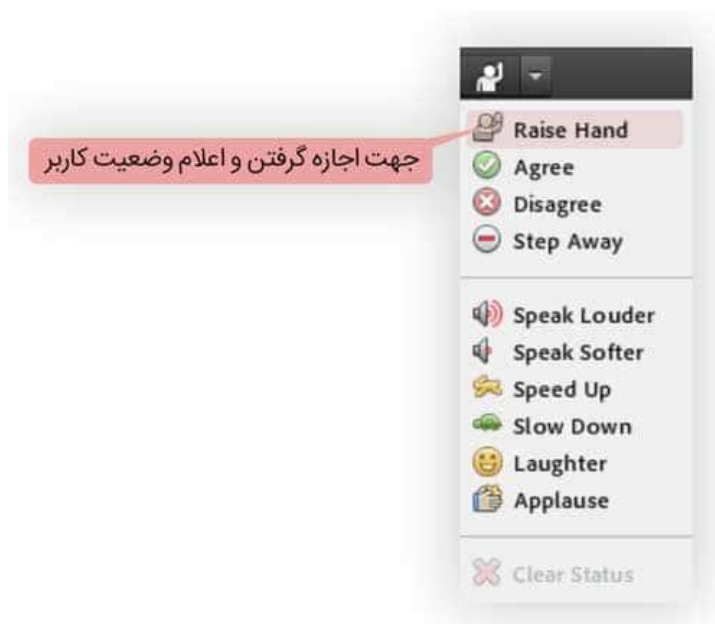 Raise Hand
جهت اجازه گرفتن و اعلام وضعیت کاربر
Agree
Disagree
Step Away
Speak Louder
Speak Softer
Speed Up
Slow Down
Laughter
Applause
Clear Status